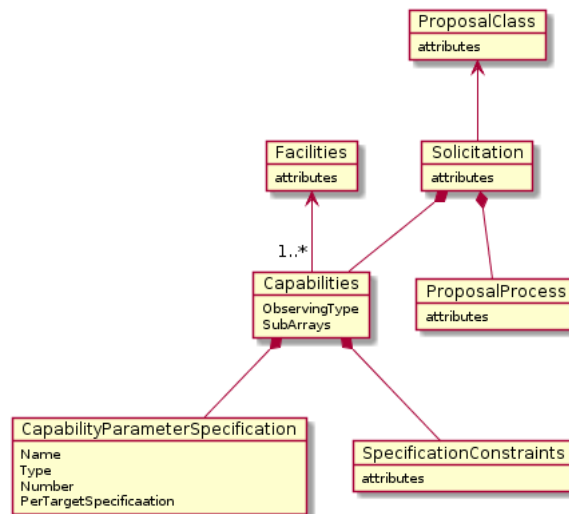 ProposalClass
attributes
Facilities
attributes
Solicitation
attributes
1..*
Capabilities
ObservingType
SubArrays
ProposalProcess
attributes
CapabilityParameterSpecification
Name
Type
Number
PerTargetSpecificaation
SpecificationConstraints
attributes